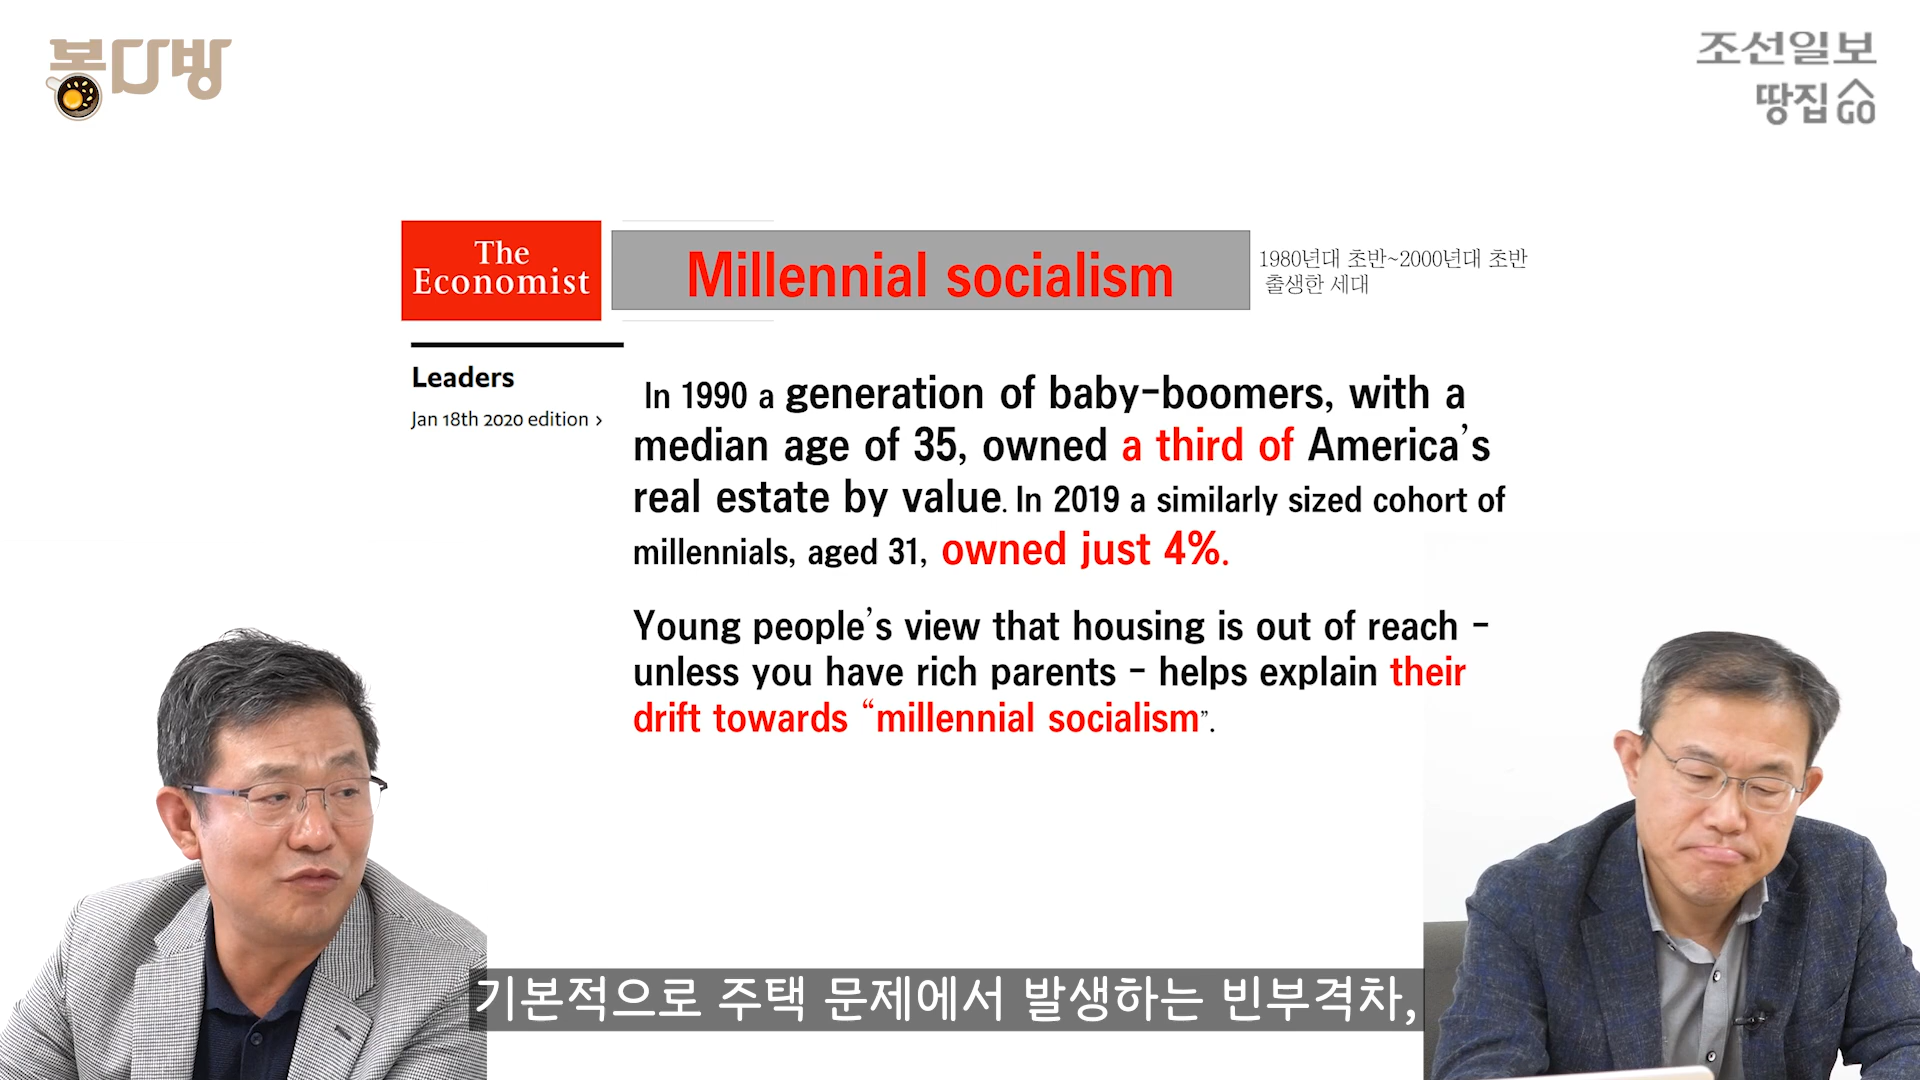 봉다방
조선일보
땅집GO
The
Economist
Millennial socialism
1980년대 초반~2000년대 초반
출생한 세대
Leaders
Jan 18th 2020 edition >
In 1990 a generation of baby-boomers, with a
median age of 35, owned a third of America’s
real estate by value. In 2019 a similarly sized cohort of
millennials, aged 31, owned just 4%.
Young people’s view that housing is out of reach -
unless you have rich parents - helps explain their
drift towards “millennial socialism”.
기본적으로 주택 문제에서 발생하는 빈부격차,